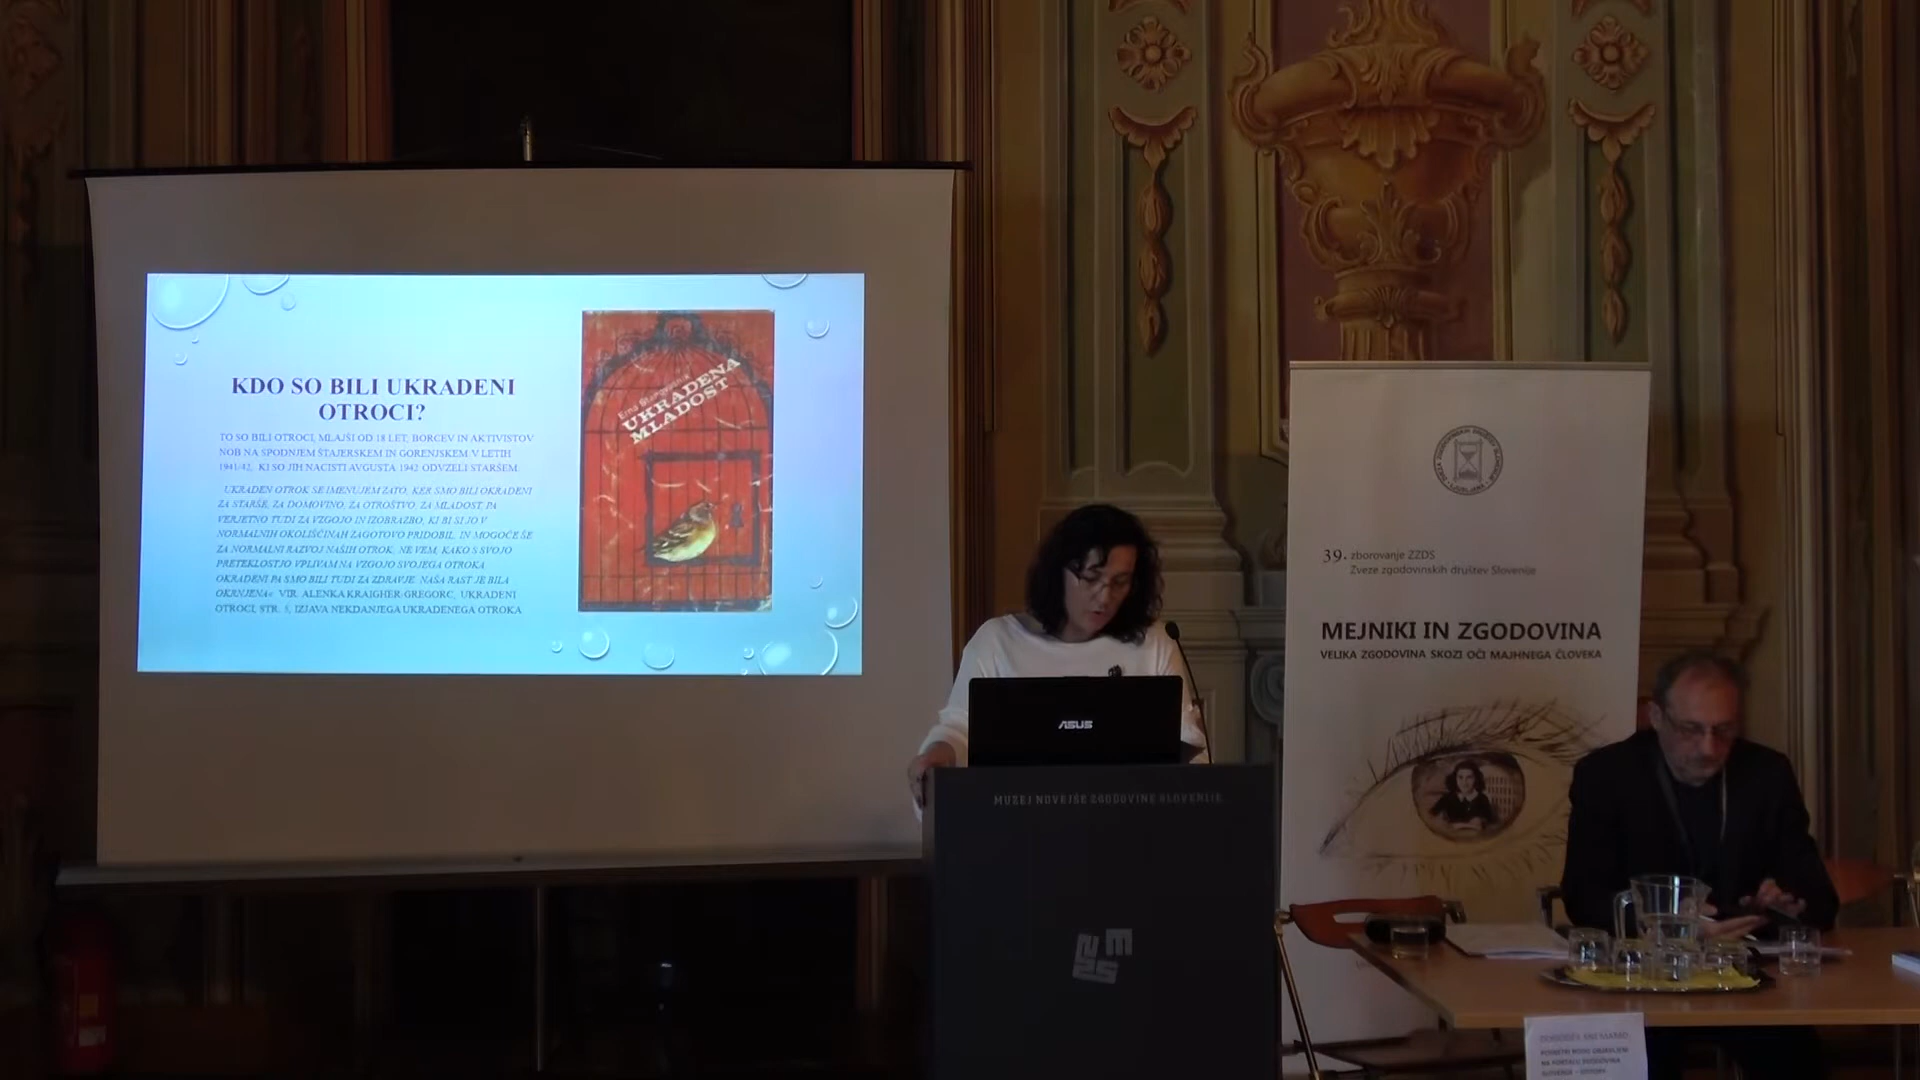 KDO SO BILI UKRADENI
OTROCI?
TO SO BILI OTROCI, MLAJŠI OD 18 LET, BORCEV IN AKTIVISTOV
NOB NA SPODNJEM ŠTAJERSKEM IN GORENJSKEM V LETIH
1941/42, KI SO JIH NACISTI AVGUSTA 1942 ODVZELI STARŠEM.
UKRADEN OTROK SE IMENUJEM ZATO, KER SMO BILI OKRADENI
ZA STARŠE, ZA DOMOVINO, ZA OTROŠTVO, ZA MLADOST, PA
VERJETNO TUDI ZA VZGOJO IN IZOBRAZBO, KI BI SI JO V
NORMALNIH OKOLIŠČINAH ZAGOTOVO PRIDOBIL, IN MOGOČE ŠE
ZA NORMALNI RAZVOJ NAŠIH OTROK, NE VEM, KAKO S SVOJO
PRETEKLOSTJO VPLIVAM NA VZGOJO SVOJEGA OTROKA
OKRADENI PA SMO BILI TUDI ZA ZDRAVJE. NAŠA RAST JE BILA
OKRNJENA« VIR: ALENKA KRAIGHER-GREGORC, UKRADENI
OTROCI, STR. 5, IZJAVA NEKDANJEGA UKRADENEGA OTROKA
Erna
UKRADENA
MLADOST
ZVEZA ZGODOVINSKIH DRUŠTEV SLOVENIJE
LJUBLJANA
39. zborovanje ZZDS
Zveze zgodovinskih društev Slovenije
MEJNIKI IN ZGODOVINA
VELIKA ZGODOVINA SKOZI OČI MAJHNEGA ČLOVEKA
ASUS
MUZEJ NOVEJŠE ZGODOVINE SLOVENIJE